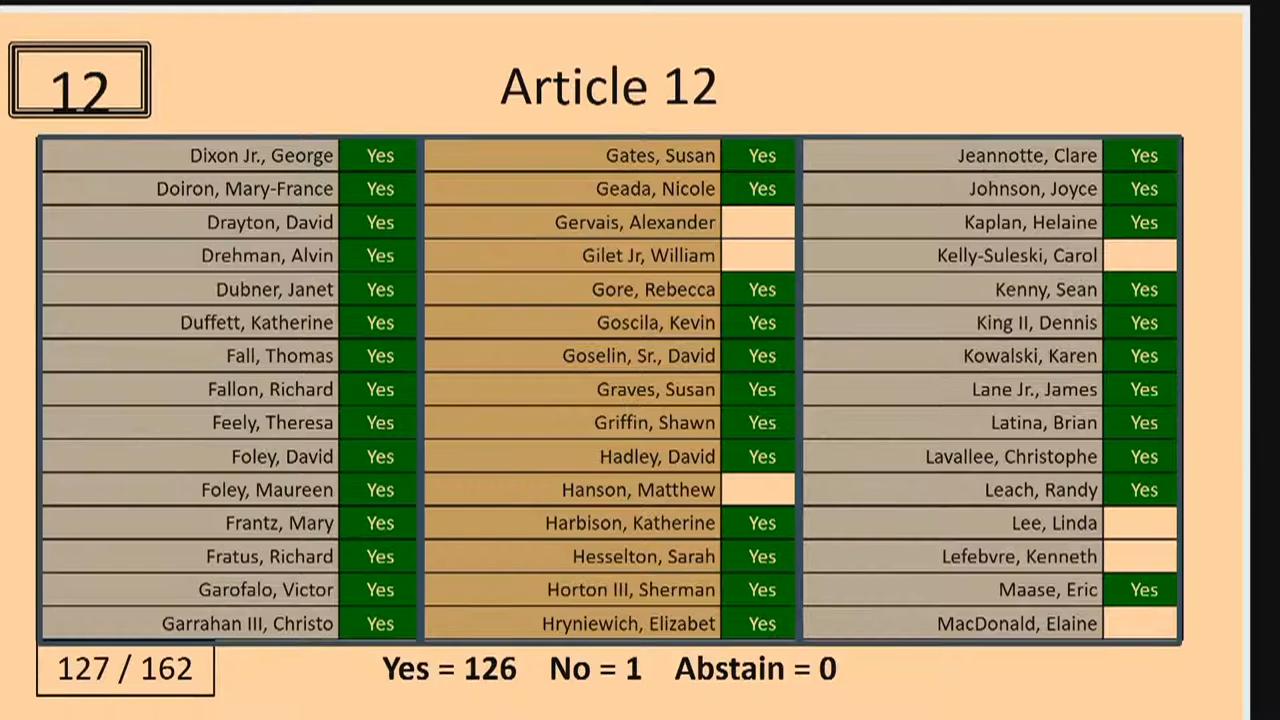 12
Article 12
Dixon Jr., George Yes Gates, Susan Yes Jeannotte, Clare Yes
Doiron, Mary-France Yes Geada, Nicole Yes Johnson, Joyce Yes
Drayton, David Yes Gervais, Alexander Kaplan, Helaine Yes
Drehman, Alvin Yes Gilet Jr, William Kelly-Suleski, Carol
Dubner, Janet Yes Gore, Rebecca Yes Kenny, Sean Yes
Duffett, Katherine Yes Goscila, Kevin Yes King II, Dennis Yes
Fall, Thomas Yes Goselin, Sr., David Yes Kowalski, Karen Yes
Fallon, Richard Yes Graves, Susan Yes Lane Jr., James Yes
Feely, Theresa Yes Griffin, Shawn Yes Latina, Brian Yes
Foley, David Yes Hadley, David Yes Lavallee, Christophe Yes
Foley, Maureen Yes Hanson, Matthew Leach, Randy Yes
Frantz, Mary Yes Harbison, Katherine Yes Lee, Linda
Fratus, Richard Yes Hesselton, Sarah Yes Lefebvre, Kenneth
Garofalo, Victor Yes Horton III, Sherman Yes Maase, Eric Yes
Garrahan III, Christo Yes Hryniewich, Elizabet Yes MacDonald, Elaine
127 / 162 Yes = 126 No = 1 Abstain = 0